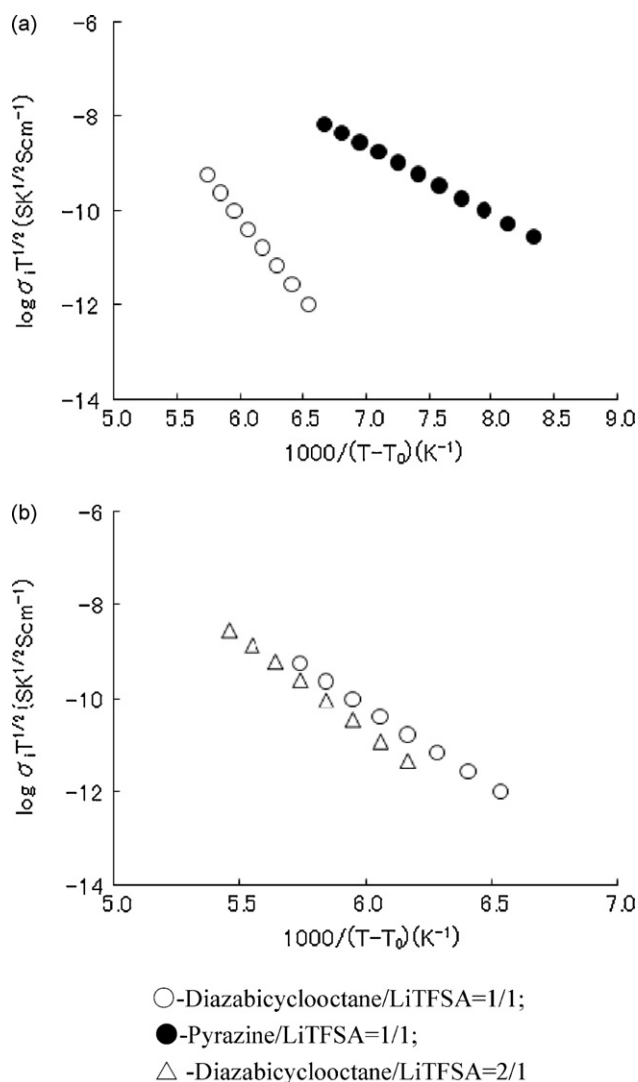 (a)
-6
-8
-10
-12
-14
log σiT1/2 (SK1/2Scm−1)
5.0 5.5 6.0 6.5 7.0 7.5 8.0 8.5 9.0
1000/(T−T0)(K−1)
(b)
-6
-8
-10
-12
-14
log σiT1/2 (SK1/2Scm−1)
5.0 5.5 6.0 6.5 7.0
1000/(T−T0)(K−1)
○-Diazabicyclooctane/LiTFSA=1/1;
●-Pyrazine/LiTFSA=1/1;
△ -Diazabicyclooctane/LiTFSA=2/1